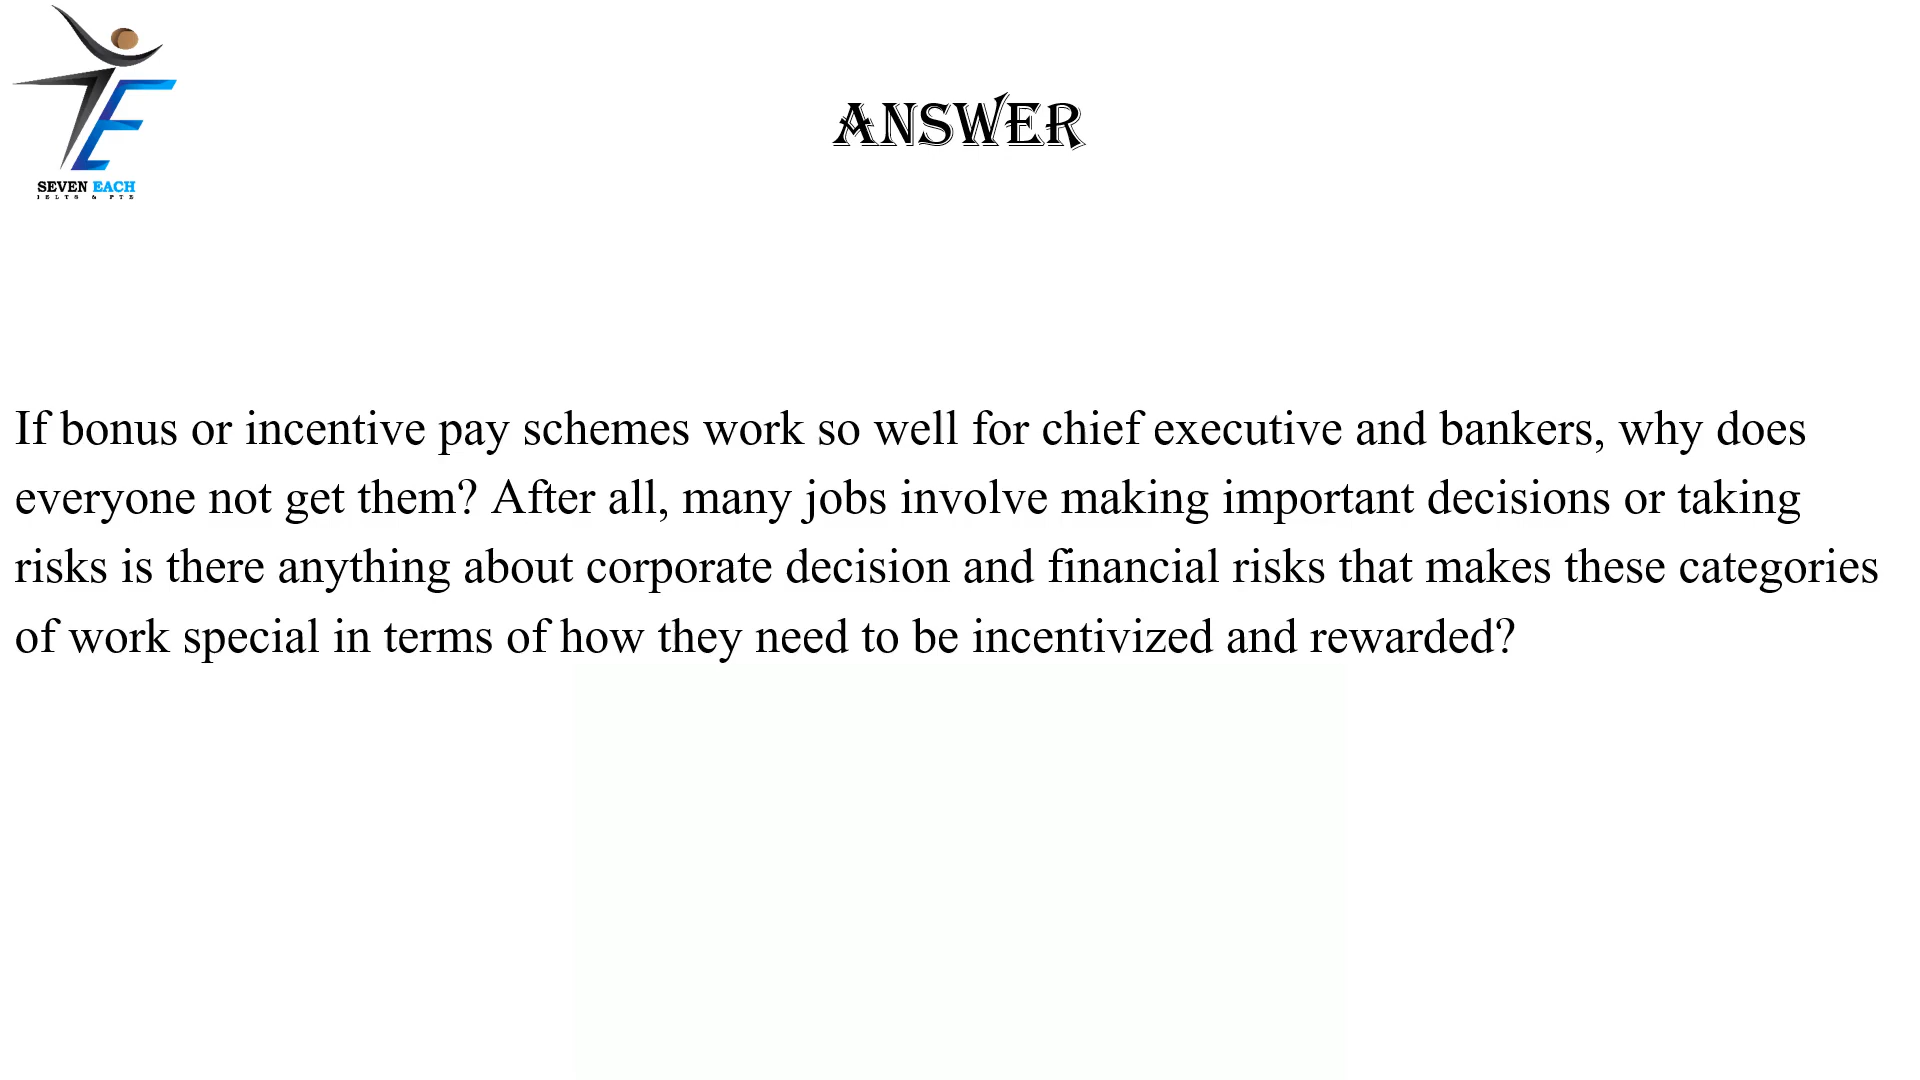 SEVEN EACH
IELTS & PTE
ANSWER
If bonus or incentive pay schemes work so well for chief executive and bankers, why does
everyone not get them? After all, many jobs involve making important decisions or taking
risks is there anything about corporate decision and financial risks that makes these categories
of work special in terms of how they need to be incentivized and rewarded?